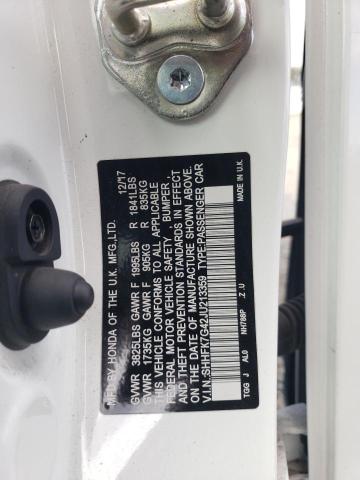 MFG.BY HONDA OF THE U.K. MFG.,LTD. 12/17
GVWR 3825LBS GAWR F 1995LBS R 1841LBS
GVWR 1735KG GAWR F 905KG R 835KG
THIS VEHICLE CONFORMS TO ALL APPLICABLE
FEDERAL MOTOR VEHICLE SAFETY , BUMPER ,
AND THEFT PREVENTION STANDARDS IN EFFECT
ON THE DATE OF MANUFACTURE SHOWN ABOVE.
V.I.N.:SHHFK7G42JU213359 TYPE:PASSENGER CAR
NH788P Z U MADE IN U.K.
TGG J AL0